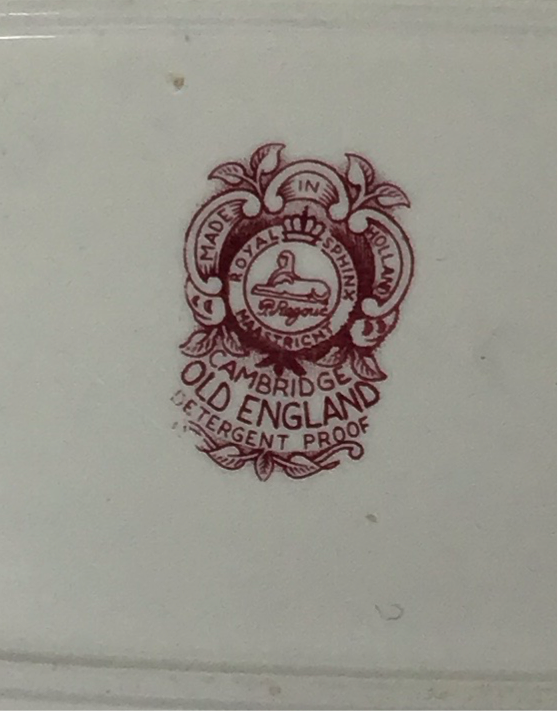 MADE IN HOLLAND
ROYAL SPHINX
P. Regout
MAASTRICHT
CAMBRIDGE
OLD ENGLAND
DETERGENT PROOF